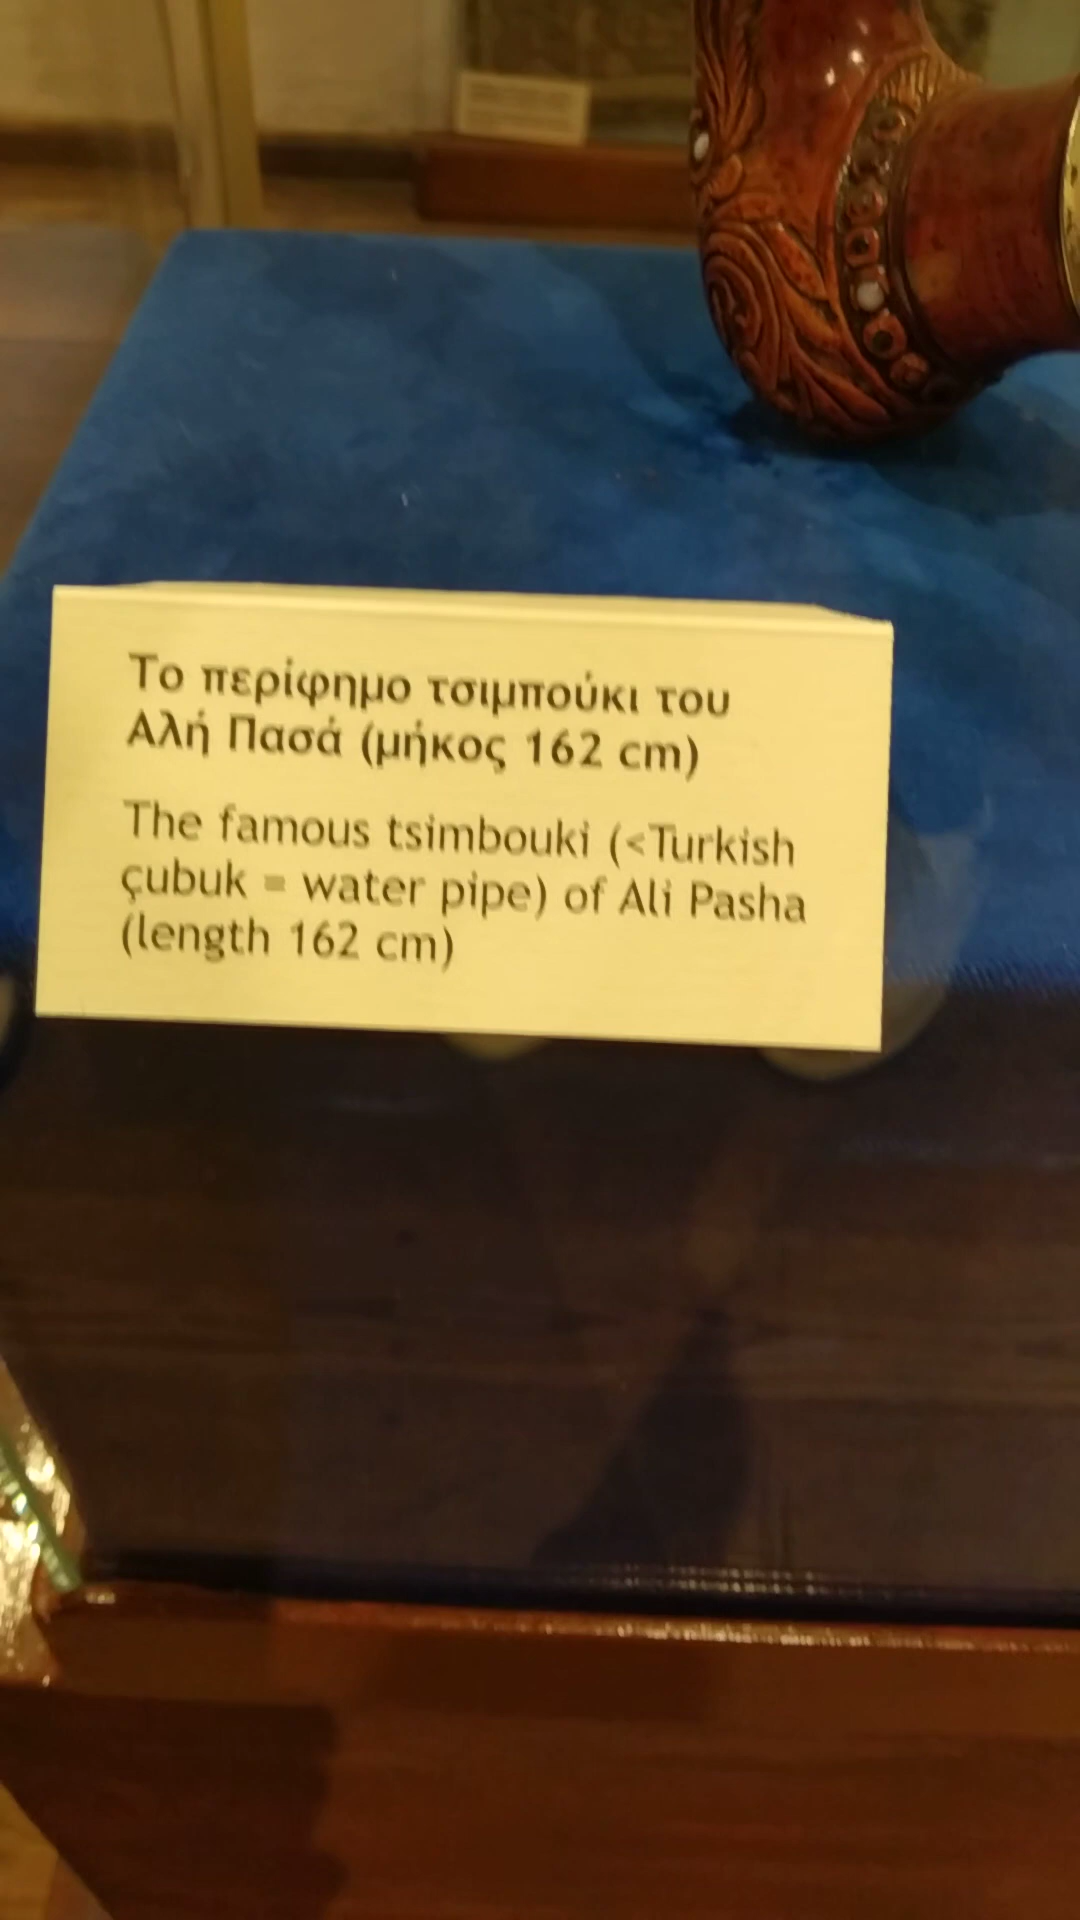 Το περίφημο τσιμπούκι του
Αλή Πασά (μήκος 162 cm)
The famous tsimbouki (<Turkish
çubuk = water pipe) of Ali Pasha
(length 162 cm)